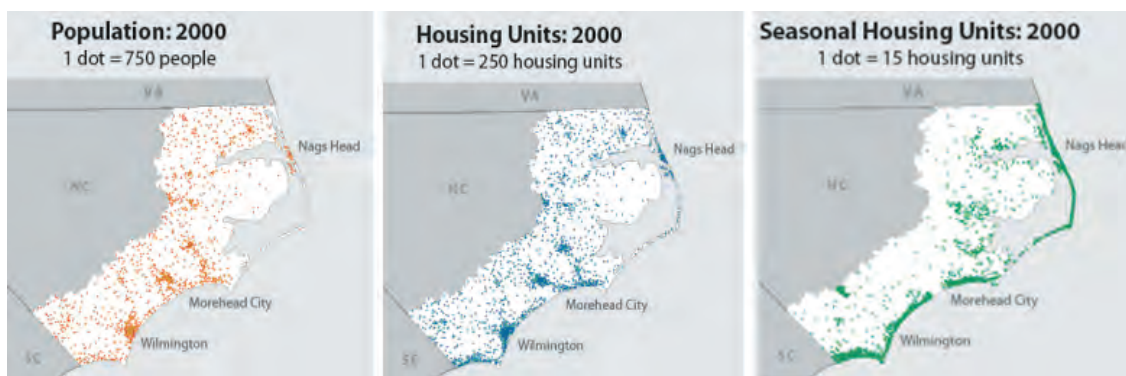 Population: 2000
1 dot = 750 people
VA
Nags Head
NC
Morehead City
Wilmington
SC
Housing Units: 2000
1 dot = 250 housing units
VA
Nags Head
NC
Morehead City
Wilmington
SC
Seasonal Housing Units: 2000
1 dot = 15 housing units
VA
Nags Head
NC
Morehead City
Wilmington
SC